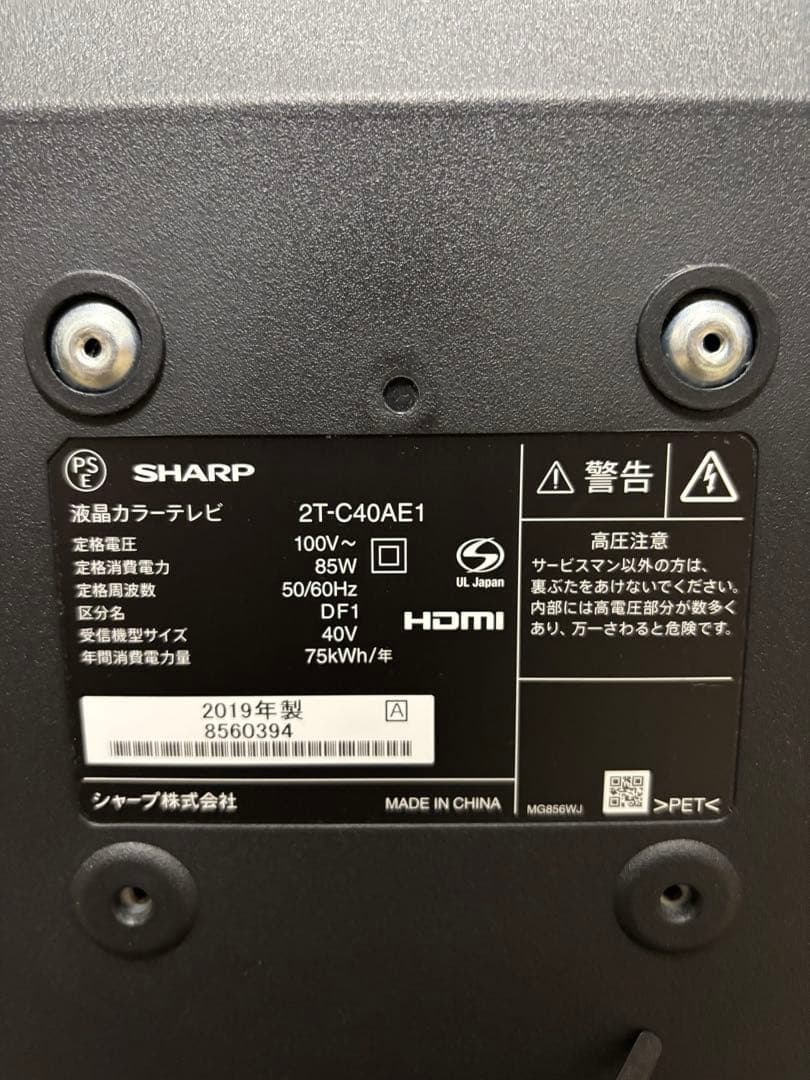 PS
E
SHARP
液晶カラーテレビ 2T-C40AE1
定格電圧 100V~
定格消費電力 85W
定格周波数 50/60Hz
区分名 DF1
受信機型サイズ 40V
年間消費電力量 75kWh/年
S
UL Japan
HDMI
2019年製 A
8560394
シャープ株式会社 MADE IN CHINA
警告
高圧注意
サービスマン以外の方は、
裏ぶたをあけないでください。
内部には高電圧部分が数多く
あり、万一さわると危険です。
MG856WJ >PET<